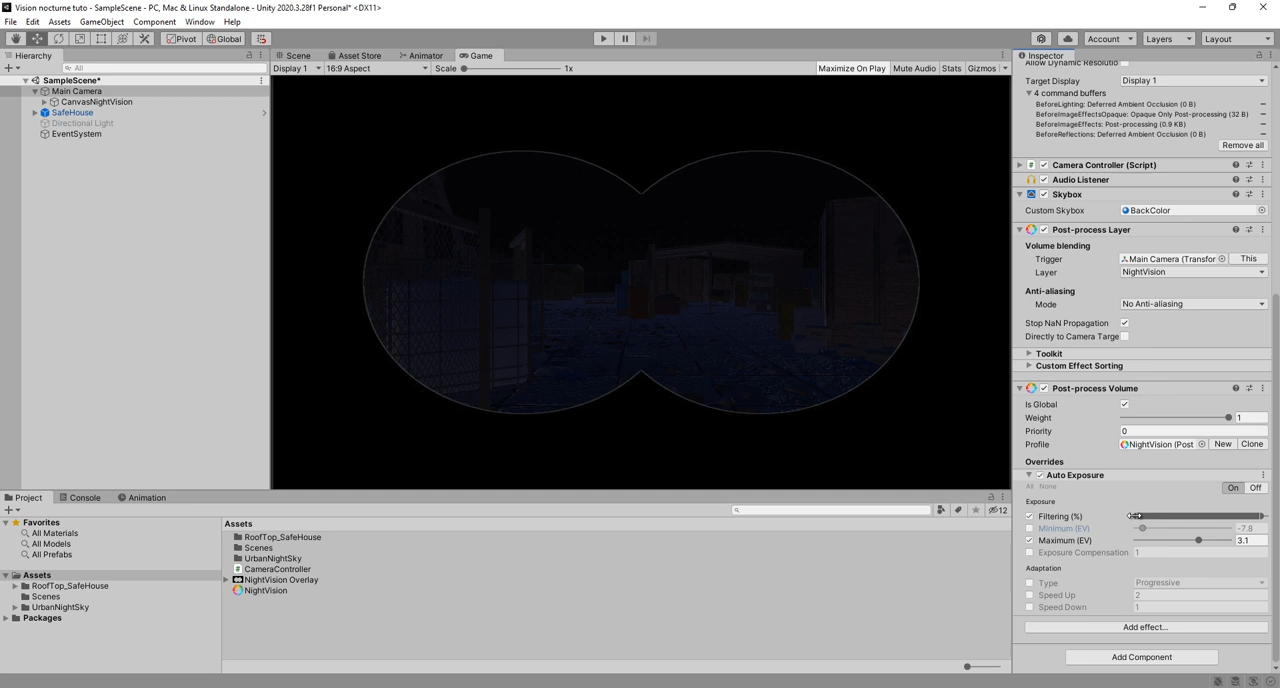 Vision nocturne tuto - SampleScene - PC, Mac & Linux Standalone - Unity 2020.3.28f1 Personal* <DX11>
File Edit Assets GameObject Component Window Help
Pivot Global Account Layers Layout
Hierarchy
All
SampleScene*
Main Camera
CanvasNightVision
SafeHouse
Directional Light
EventSystem
Scene Asset Store Animator Game
Display 1 16:9 Aspect Scale 1x Maximize On Play Mute Audio Stats Gizmos
Inspector
Allow Dynamic Resolutio
Target Display Display 1
4 command buffers
BeforeLighting: Deferred Ambient Occlusion (0 B)
BeforeImageEffectsOpaque: Opaque Only Post-processing (32 B)
BeforeImageEffects: Post-processing (0.9 KB)
BeforeReflections: Deferred Ambient Occlusion (0 B)
Remove all
# Camera Controller (Script)
Audio Listener
Skybox
Custom Skybox BackColor
Post-process Layer
Volume blending
Trigger Main Camera (Transfor This
Layer NightVision
Anti-aliasing
Mode No Anti-aliasing
Stop NaN Propagation
Directly to Camera Targe
Toolkit
Custom Effect Sorting
Post-process Volume
Is Global
Weight 1
Priority 0
Profile NightVision (Post New Clone
Overrides
Auto Exposure
All None On Off
Exposure
Filtering (%)
Minimum (EV) -7.8
Maximum (EV) 3.1
Exposure Compensation 1
Adaptation
Type Progressive
Speed Up 2
Speed Down 1
Add effect...
Add Component
Project Console Animation
12
Favorites
All Materials
All Models
All Prefabs
Assets
RoofTop_SafeHouse
Scenes
UrbanNightSky
Packages
Assets
RoofTop_SafeHouse
Scenes
UrbanNightSky
# CameraController
NightVision Overlay
NightVision